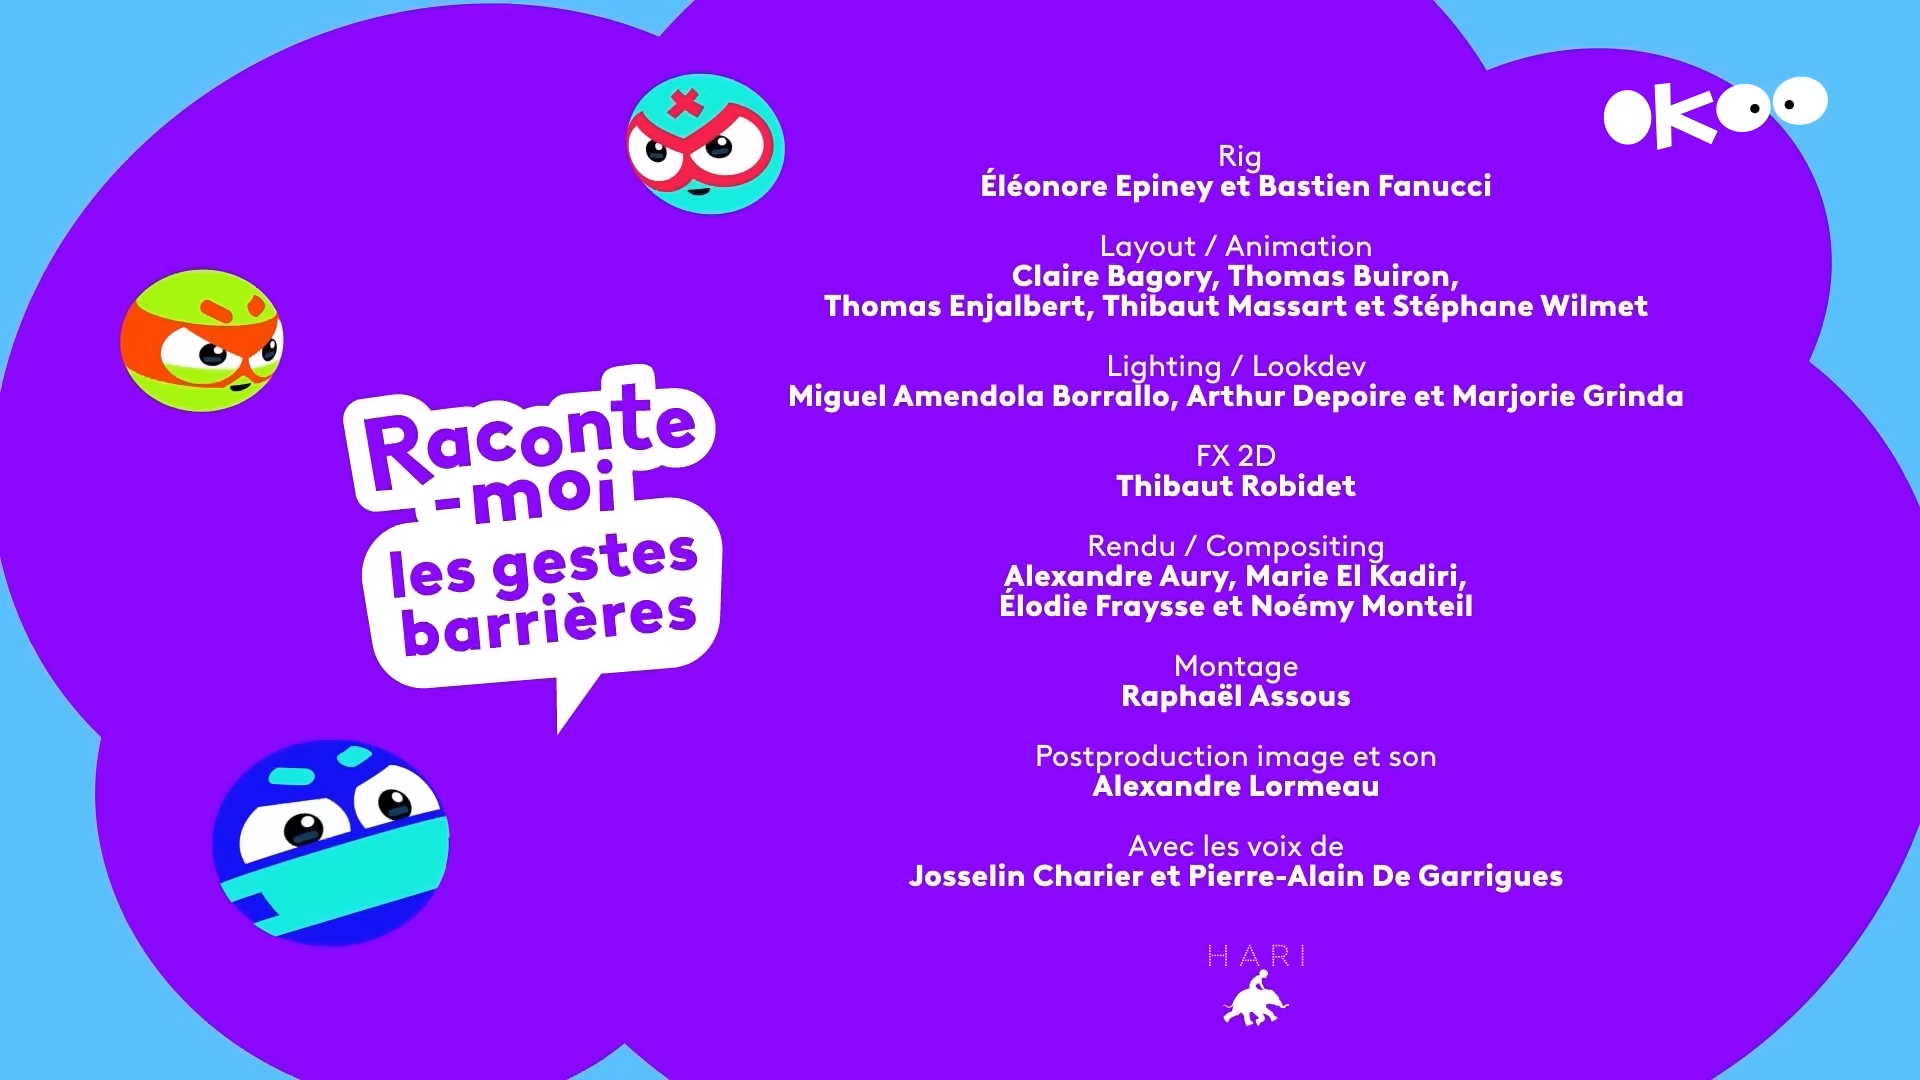 OKOO
Rig
Éléonore Epiney et Bastien Fanucci
Layout / Animation
Claire Bagory, Thomas Buiron,
Thomas Enjalbert, Thibaut Massart et Stéphane Wilmet
Lighting / Lookdev
Miguel Amendola Borrallo, Arthur Depoire et Marjorie Grinda
FX 2D
Thibaut Robidet
Rendu / Compositing
Alexandre Aury, Marie El Kadiri,
Élodie Fraysse et Noémy Monteil
Montage
Raphaël Assous
Postproduction image et son
Alexandre Lormeau
Avec les voix de
Josselin Charier et Pierre-Alain De Garrigues
HARI
Raconte
-moi
les gestes
barrières